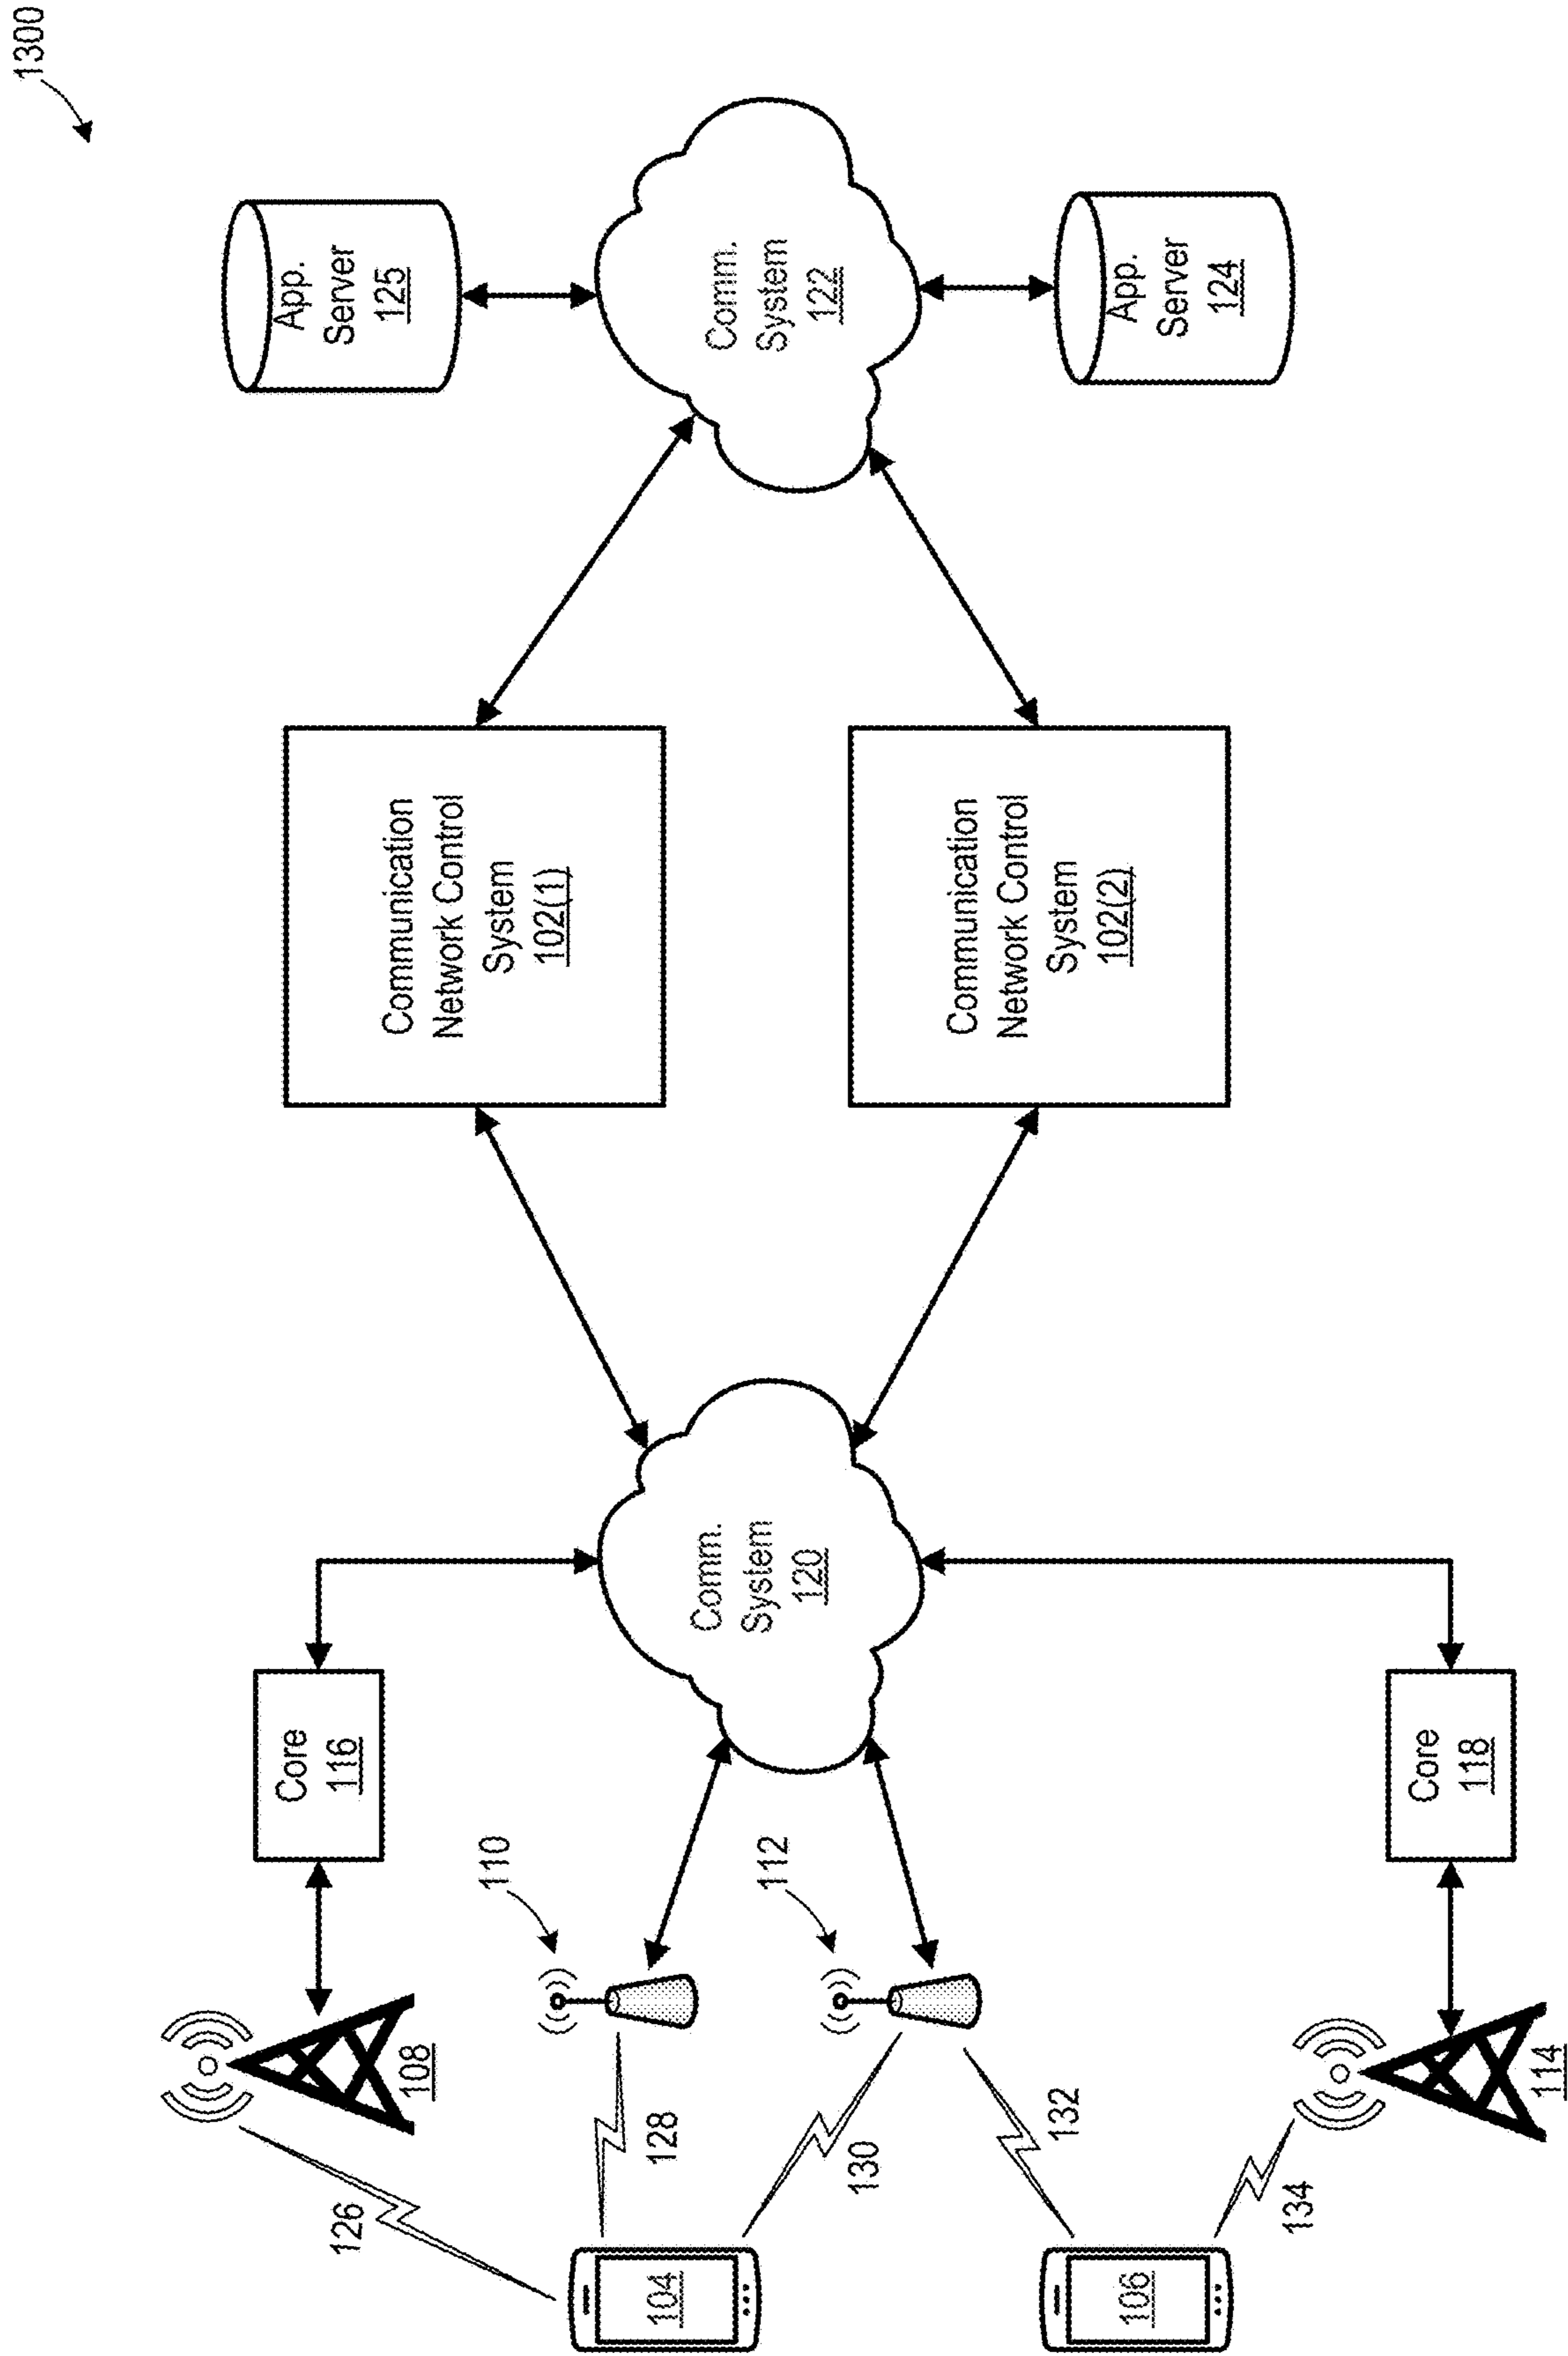 1300
App.
Server
125
Comm.
System
122
App.
Server
124
Communication
Network Control
System
102(1)
Communication
Network Control
System
102(2)
Comm.
System
120
Core
116
Core
118
110
112
108
114
126
128
130
132
134
104
106